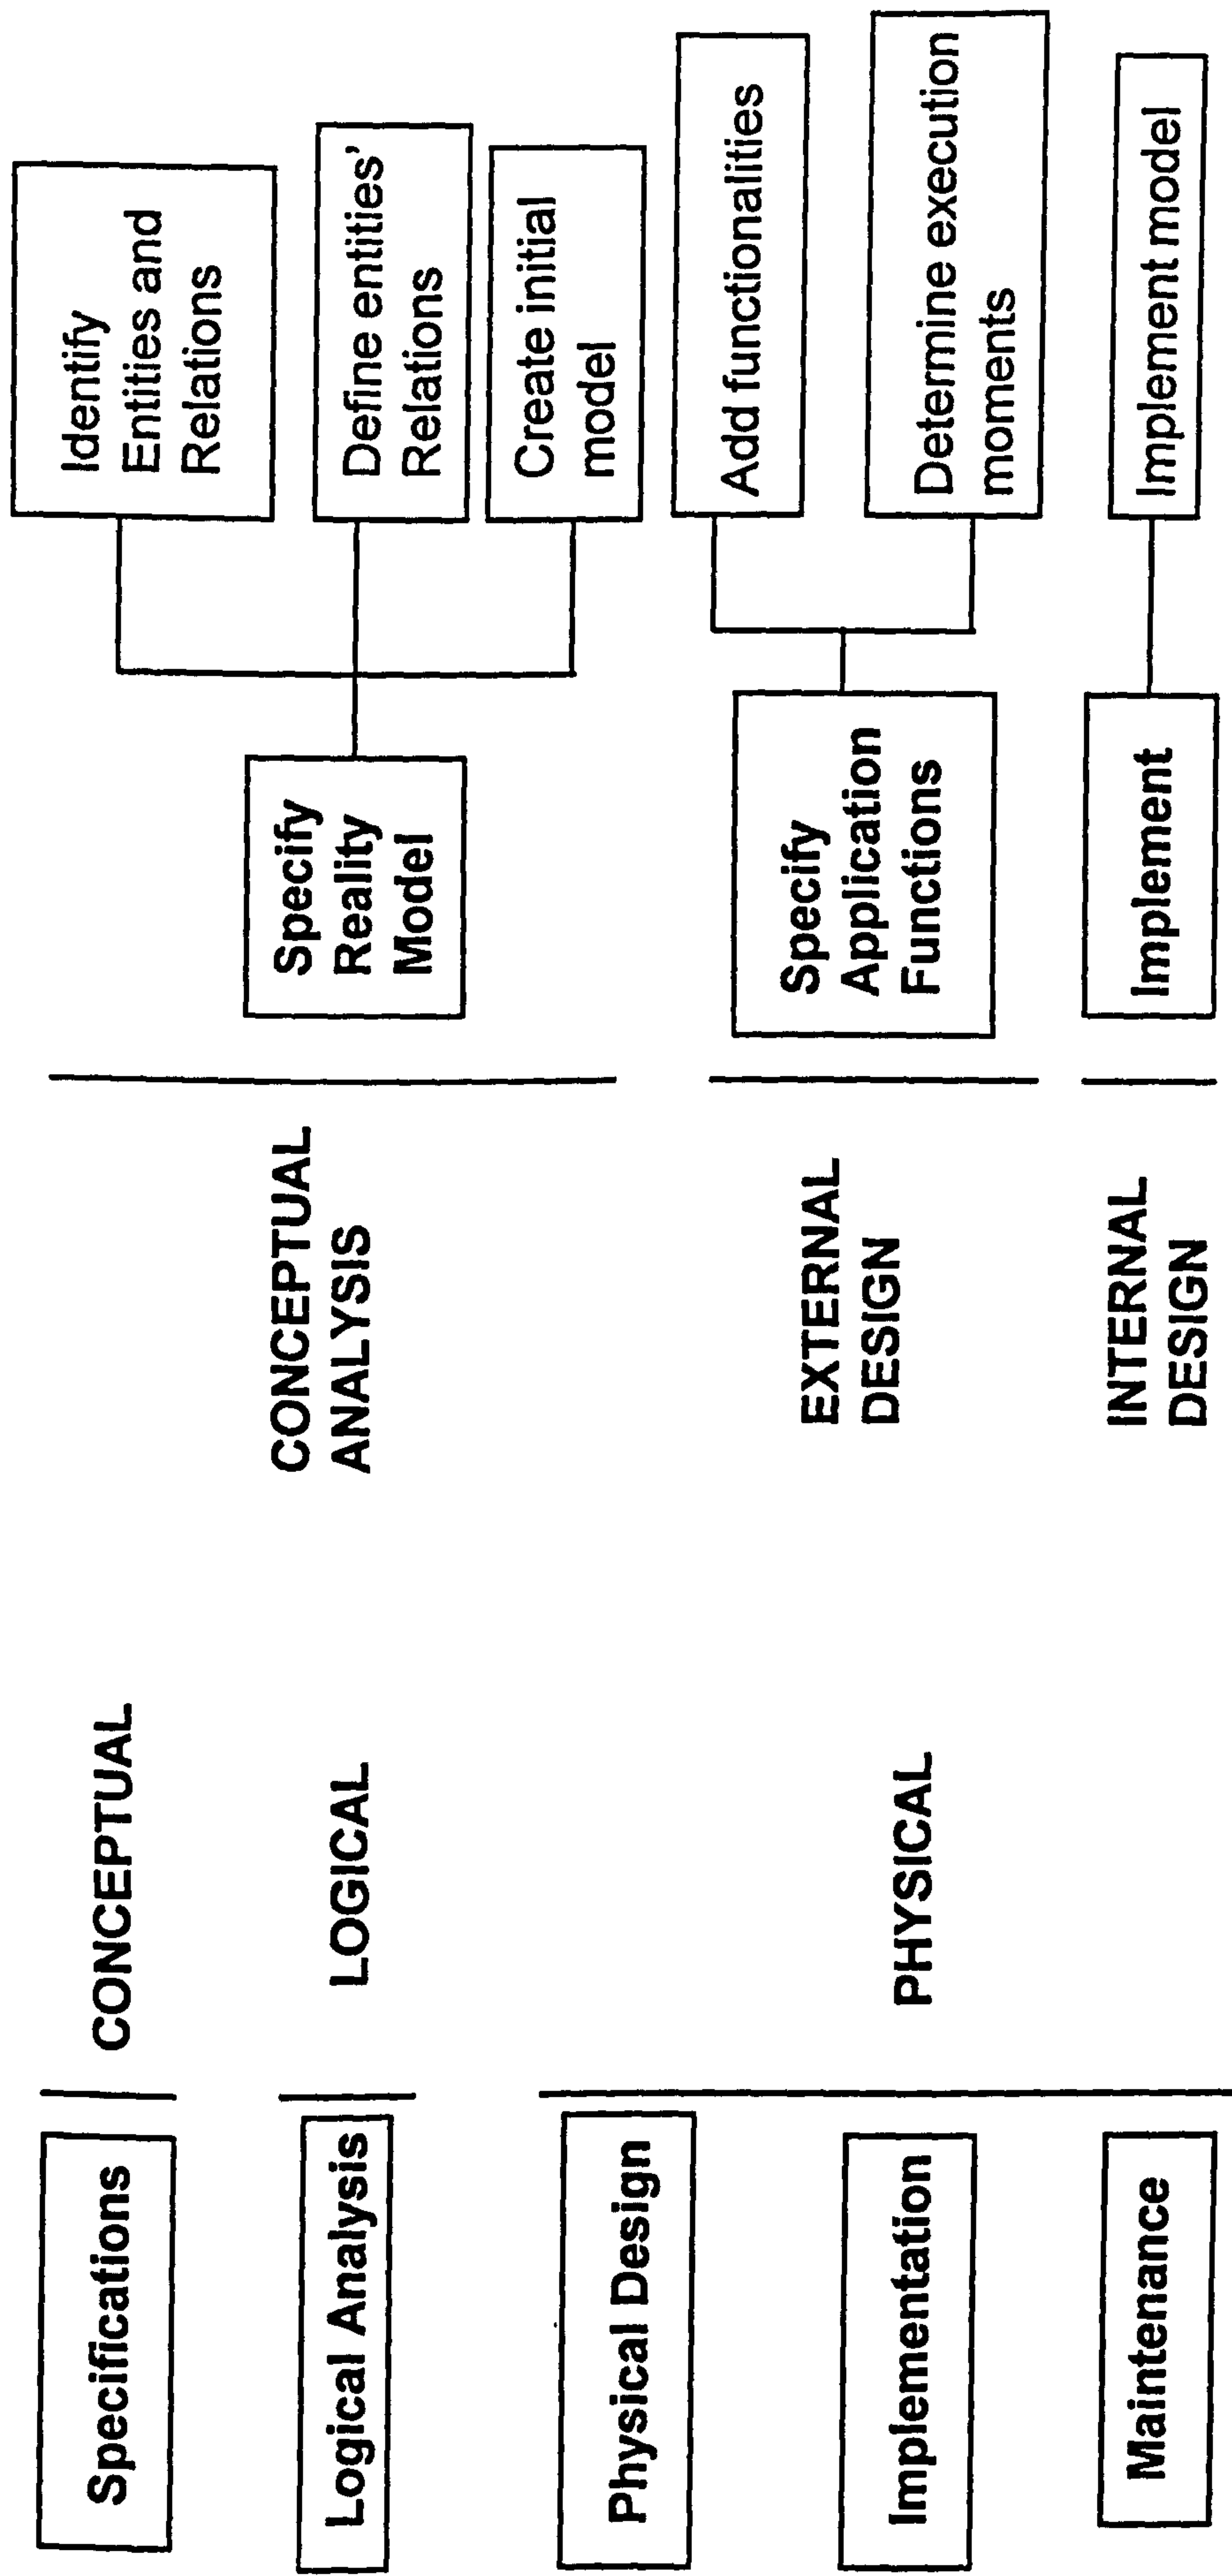 Specifications
CONCEPTUAL
Logical Analysis
LOGICAL
Physical Design
Implementation
Maintenance
PHYSICAL
CONCEPTUAL
ANALYSIS
Specify
Reality
Model
Identify
Entities and
Relations
Define entities'
Relations
Create initial
model
EXTERNAL
DESIGN
Specify
Application
Functions
Add functionalities
Determine execution
moments
INTERNAL
DESIGN
Implement
Implement model